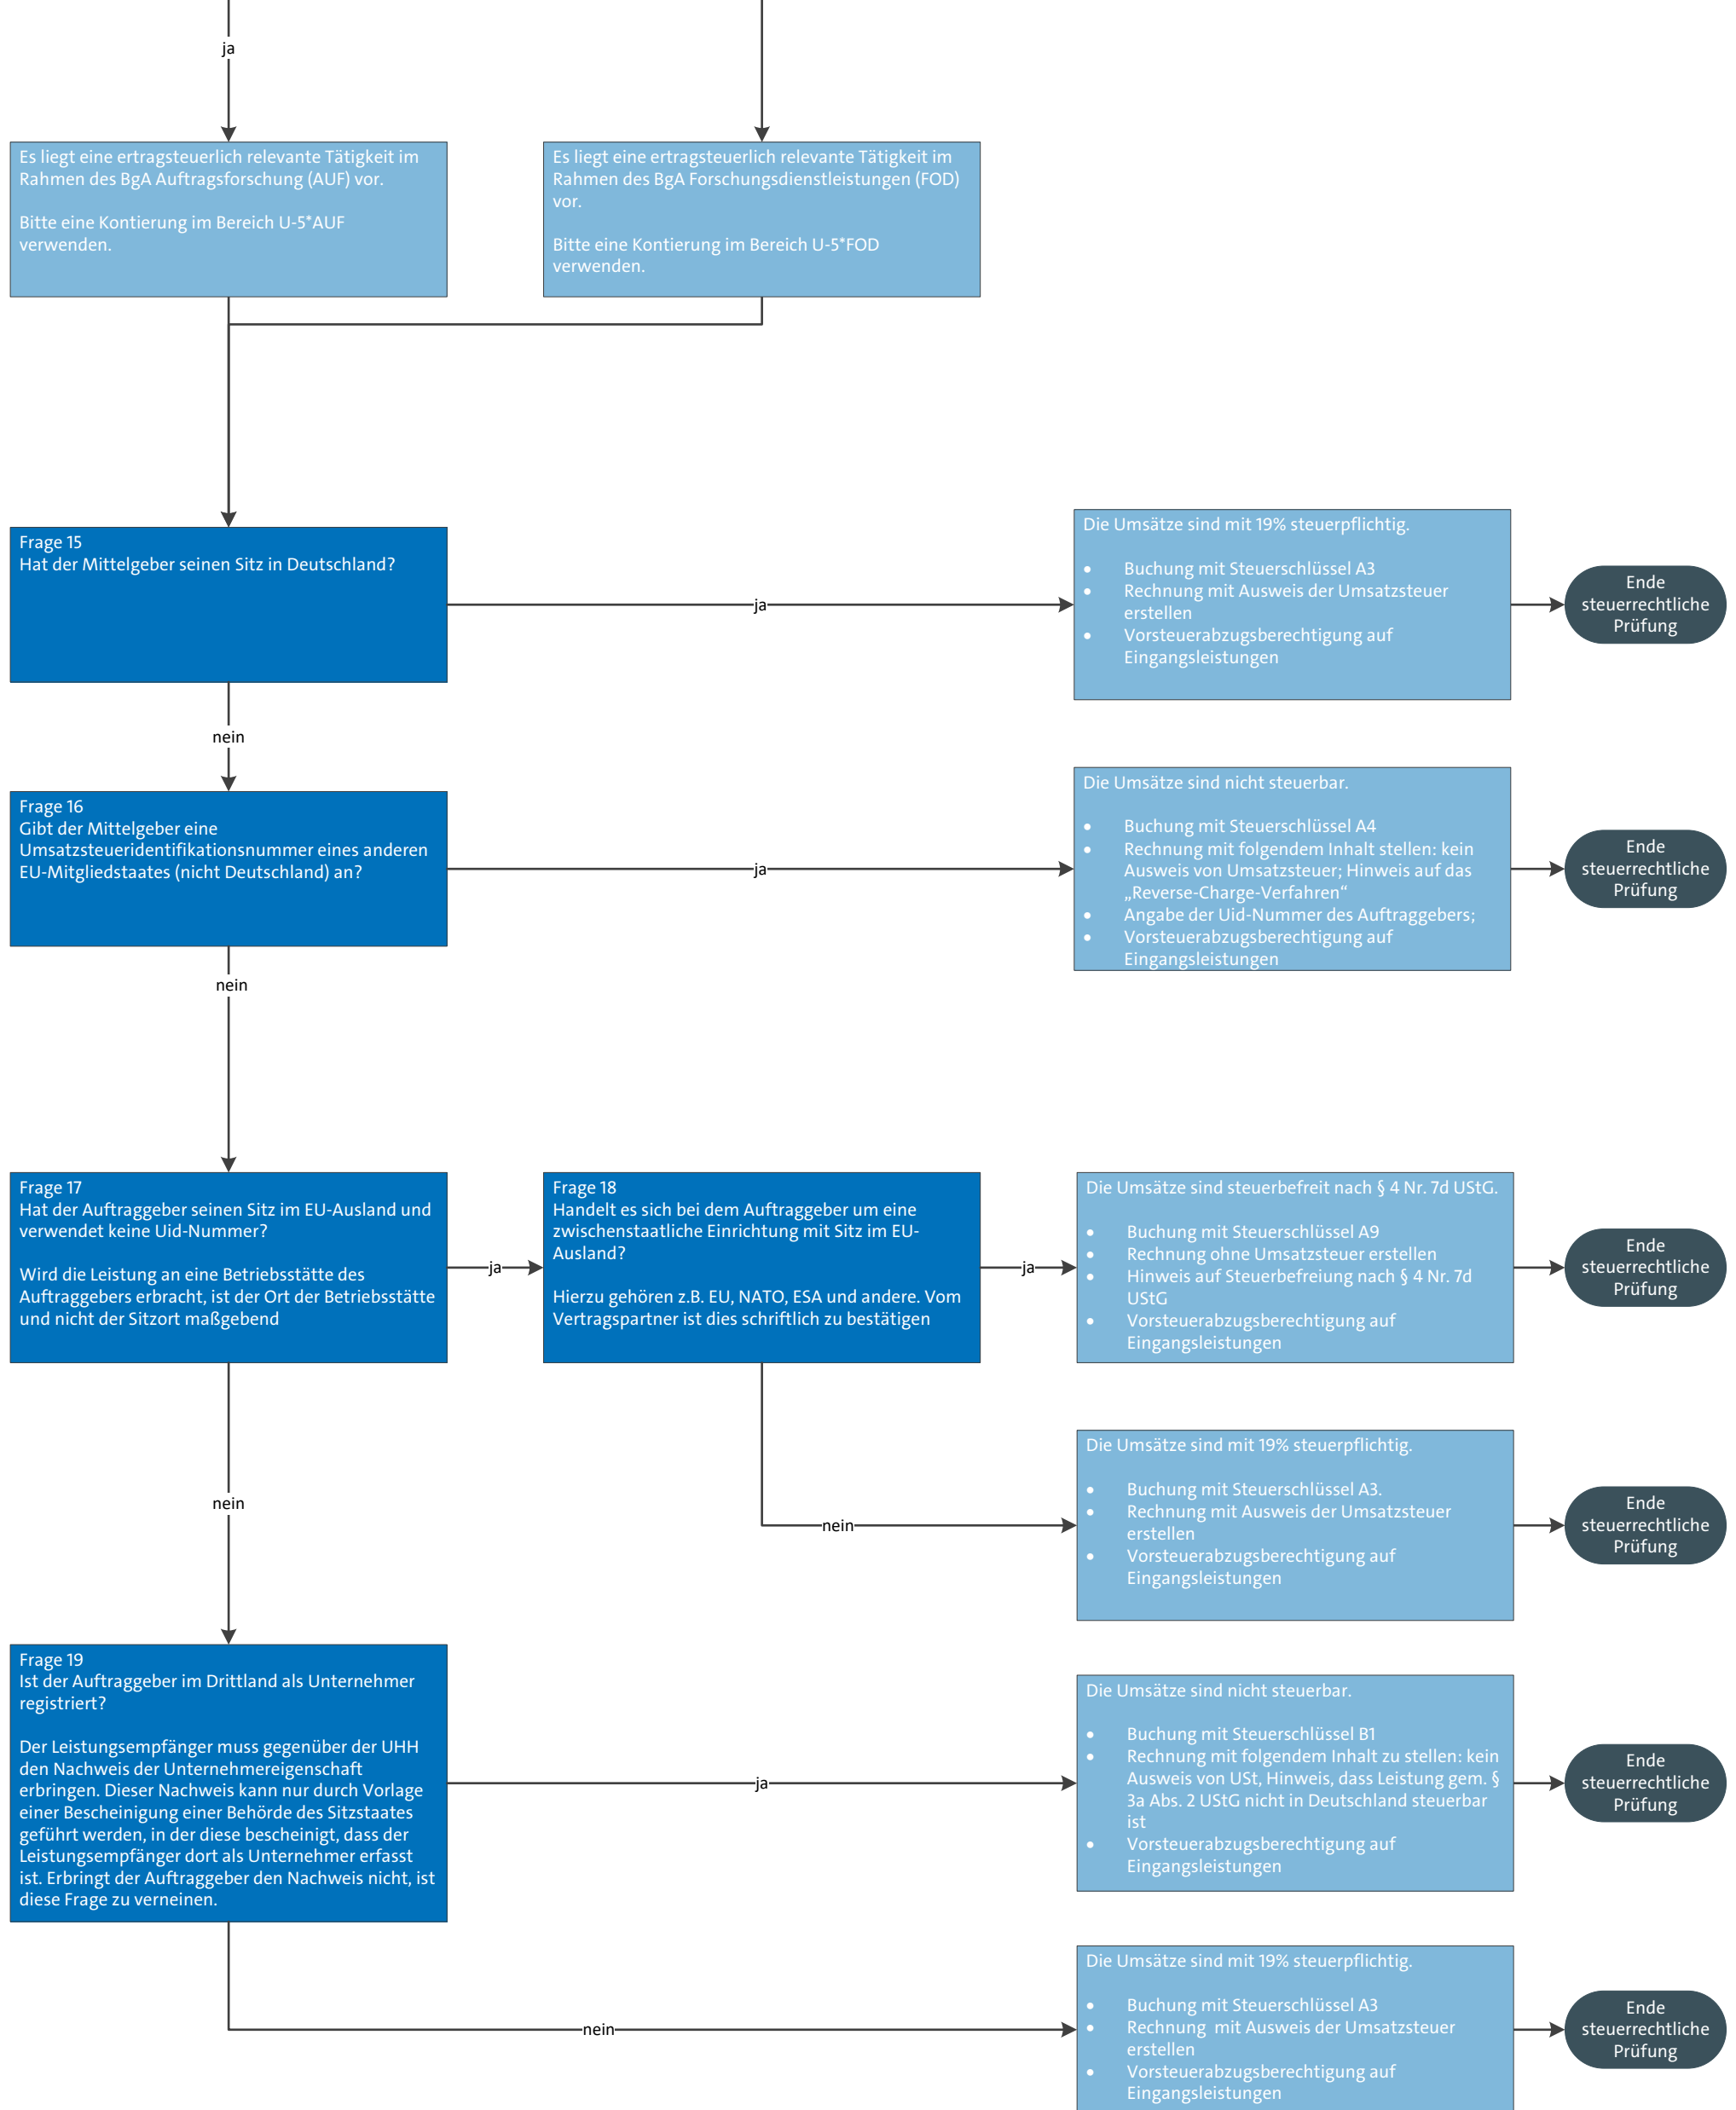 ja
Es liegt eine ertragsteuerlich relevante Tätigkeit im
Rahmen des BgA Auftragsforschung (AUF) vor.
Bitte eine Kontierung im Bereich U-5*AUF
verwenden.
Es liegt eine ertragsteuerlich relevante Tätigkeit im
Rahmen des BgA Forschungsdienstleistungen (FOD)
vor.
Bitte eine Kontierung im Bereich U-5*FOD
verwenden.
Frage 15
Hat der Mittelgeber seinen Sitz in Deutschland?
ja
Die Umsätze sind mit 19% steuerpflichtig.
• Buchung mit Steuerschlüssel A3
• Rechnung mit Ausweis der Umsatzsteuer
erstellen
• Vorsteuerabzugsberechtigung auf
Eingangsleistungen
Ende
steuerrechtliche
Prüfung
nein
Frage 16
Gibt der Mittelgeber eine
Umsatzsteueridentifikationsnummer eines anderen
EU-Mitgliedstaates (nicht Deutschland) an?
ja
Die Umsätze sind nicht steuerbar.
• Buchung mit Steuerschlüssel A4
• Rechnung mit folgendem Inhalt stellen: kein
Ausweis von Umsatzsteuer; Hinweis auf das
„Reverse-Charge-Verfahren“
• Angabe der Uid-Nummer des Auftraggebers;
• Vorsteuerabzugsberechtigung auf
Eingangsleistungen
Ende
steuerrechtliche
Prüfung
nein
Frage 17
Hat der Auftraggeber seinen Sitz im EU-Ausland und
verwendet keine Uid-Nummer?
Wird die Leistung an eine Betriebsstätte des
Auftraggebers erbracht, ist der Ort der Betriebsstätte
und nicht der Sitzort maßgebend
ja
Frage 18
Handelt es sich bei dem Auftraggeber um eine
zwischenstaatliche Einrichtung mit Sitz im EU-
Ausland?
Hierzu gehören z.B. EU, NATO, ESA und andere. Vom
Vertragspartner ist dies schriftlich zu bestätigen
ja
Die Umsätze sind steuerbefreit nach § 4 Nr. 7d UStG.
• Buchung mit Steuerschlüssel A9
• Rechnung ohne Umsatzsteuer erstellen
• Hinweis auf Steuerbefreiung nach § 4 Nr. 7d
UStG
• Vorsteuerabzugsberechtigung auf
Eingangsleistungen
Ende
steuerrechtliche
Prüfung
nein
nein
Die Umsätze sind mit 19% steuerpflichtig.
• Buchung mit Steuerschlüssel A3.
• Rechnung mit Ausweis der Umsatzsteuer
erstellen
• Vorsteuerabzugsberechtigung auf
Eingangsleistungen
Ende
steuerrechtliche
Prüfung
Frage 19
Ist der Auftraggeber im Drittland als Unternehmer
registriert?
Der Leistungsempfänger muss gegenüber der UHH
den Nachweis der Unternehmereigenschaft
erbringen. Dieser Nachweis kann nur durch Vorlage
einer Bescheinigung einer Behörde des Sitzstaates
geführt werden, in der diese bescheinigt, dass der
Leistungsempfänger dort als Unternehmer erfasst
ist. Erbringt der Auftraggeber den Nachweis nicht, ist
diese Frage zu verneinen.
ja
Die Umsätze sind nicht steuerbar.
• Buchung mit Steuerschlüssel B1
• Rechnung mit folgendem Inhalt zu stellen: kein
Ausweis von USt, Hinweis, dass Leistung gem. §
3a Abs. 2 UStG nicht in Deutschland steuerbar
ist
• Vorsteuerabzugsberechtigung auf
Eingangsleistungen
Ende
steuerrechtliche
Prüfung
nein
Die Umsätze sind mit 19% steuerpflichtig.
• Buchung mit Steuerschlüssel A3
• Rechnung mit Ausweis der Umsatzsteuer
erstellen
• Vorsteuerabzugsberechtigung auf
Eingangsleistungen
Ende
steuerrechtliche
Prüfung